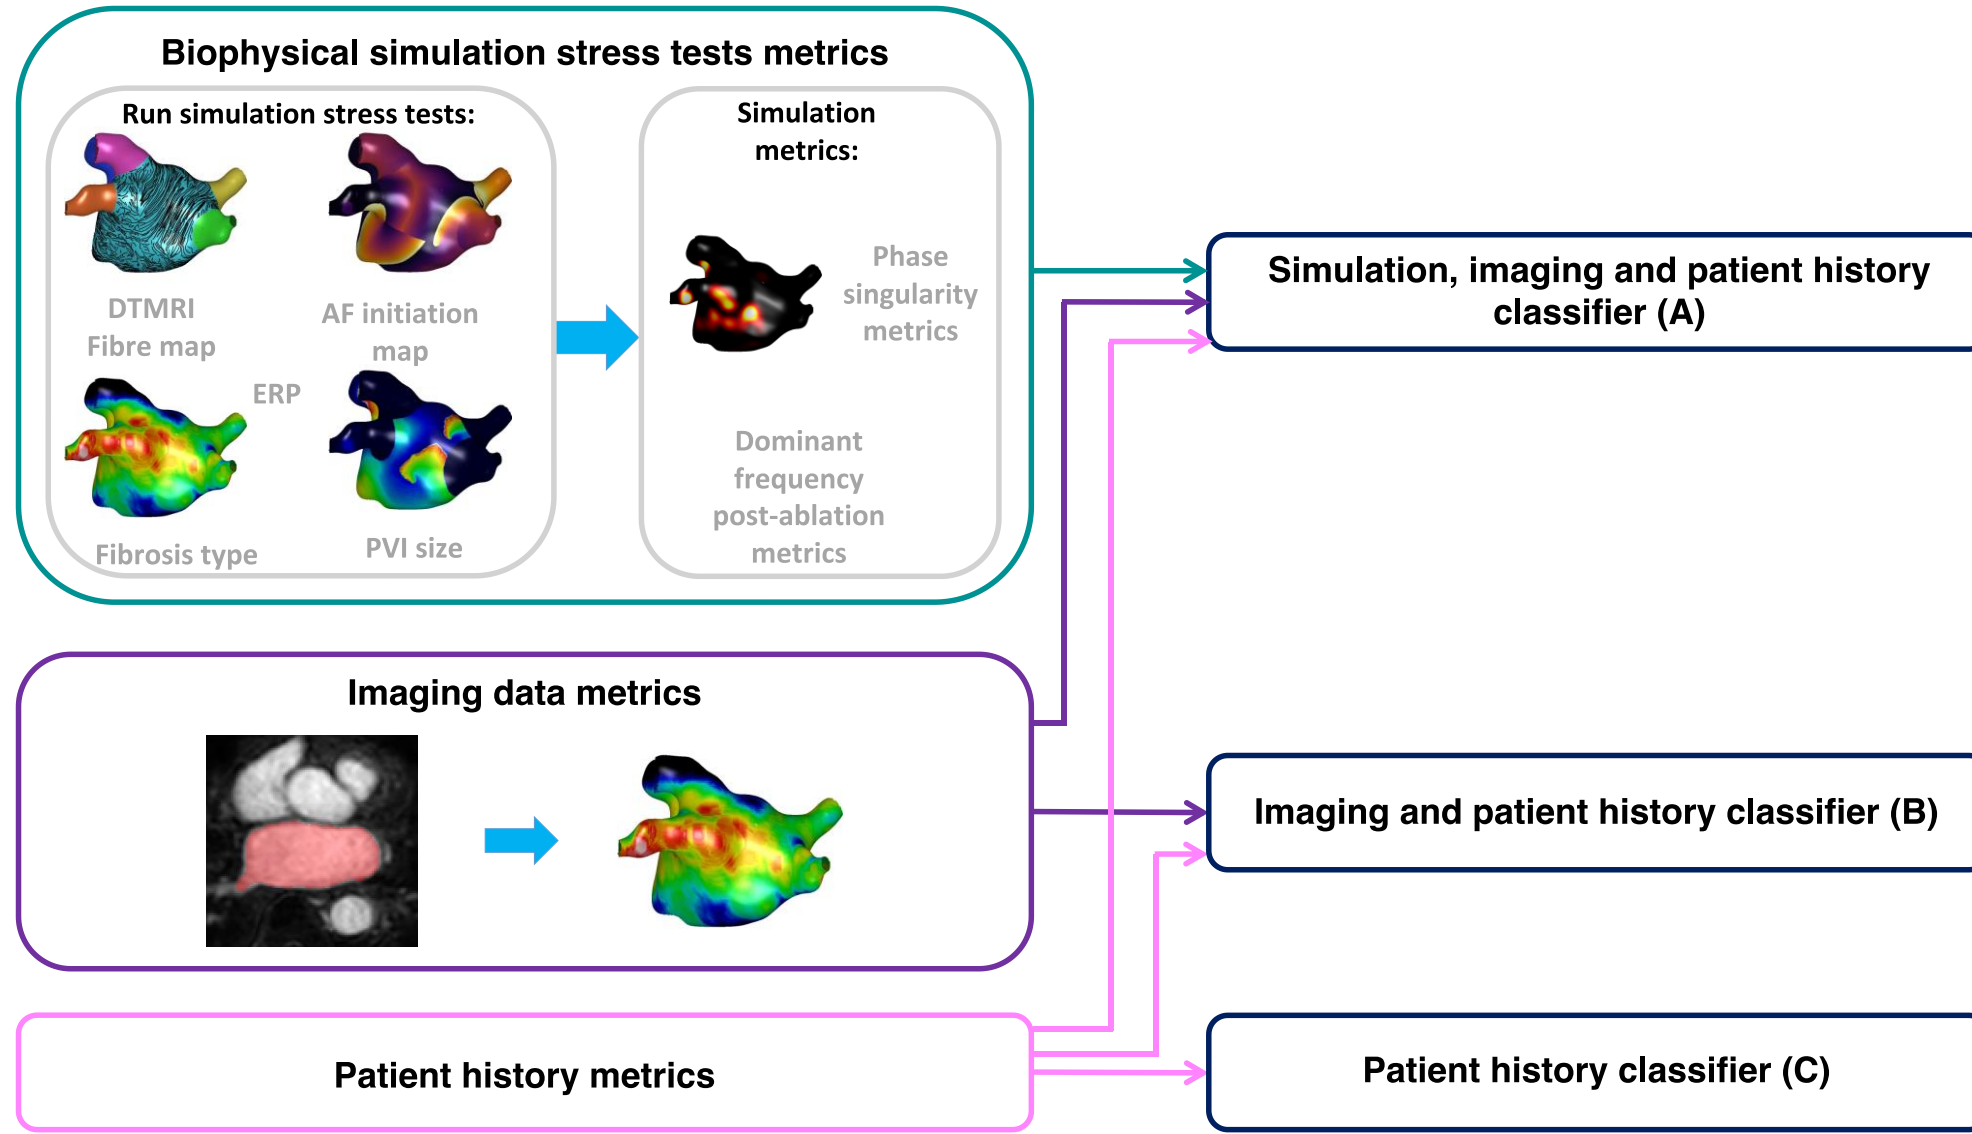 Biophysical simulation stress tests metrics
Run simulation stress tests:
DTMRI
Fibre map
AF initiation
map
ERP
Fibrosis type
PVI size
Simulation
metrics:
Phase
singularity
metrics
Dominant
frequency
post-ablation
metrics
Simulation, imaging and patient history
classifier (A)
Imaging data metrics
Imaging and patient history classifier (B)
Patient history metrics
Patient history classifier (C)